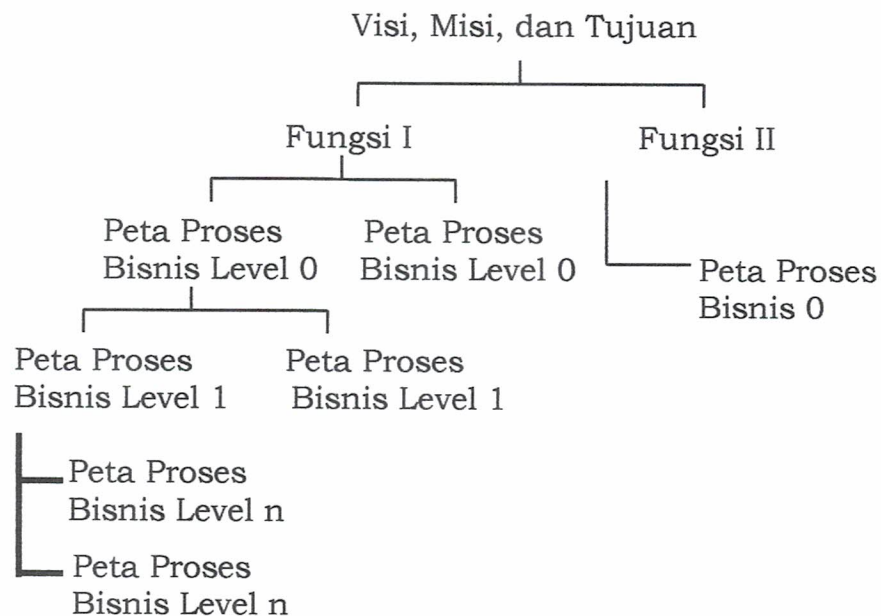 Visi, Misi, dan Tujuan
Fungsi I
Fungsi II
Peta Proses
Bisnis Level 0
Peta Proses
Bisnis Level 0
Peta Proses
Bisnis 0
Peta Proses
Bisnis Level 1
Peta Proses
Bisnis Level 1
Peta Proses
Bisnis Level n
Peta Proses
Bisnis Level n